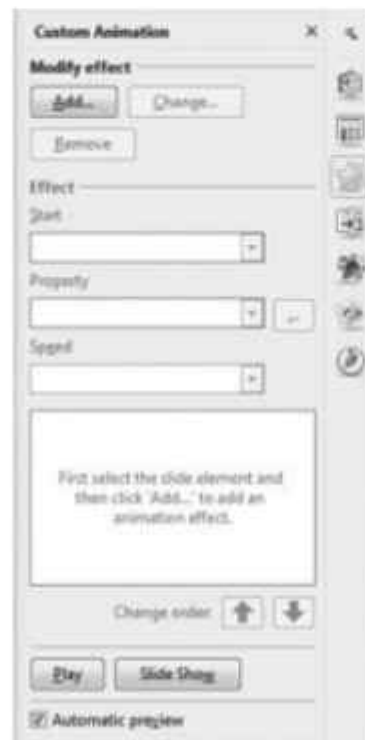 Custom Animation
Modify effect
Add... Change...
Remove
Effect
Start
Property
...
Speed
First select the slide element and
then click 'Add...' to add an
animation effect.
Change order:
Play Slide Show
Automatic preview